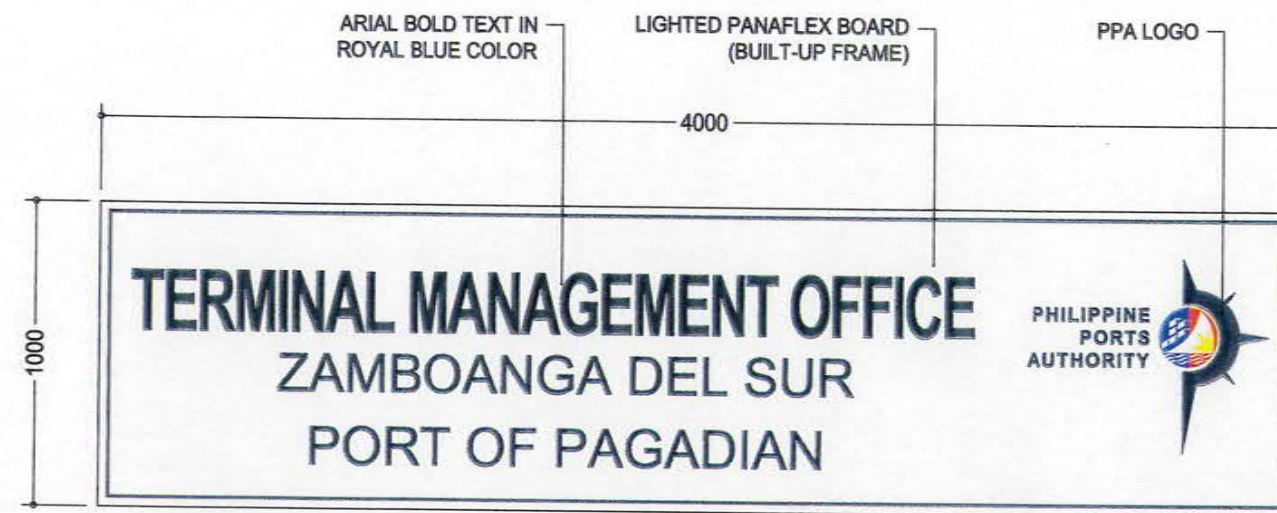 ARIAL BOLD TEXT IN
ROYAL BLUE COLOR
LIGHTED PANAFLEX BOARD
(BUILT-UP FRAME)
PPA LOGO
4000
1000
TERMINAL MANAGEMENT OFFICE
ZAMBOANGA DEL SUR
PORT OF PAGADIAN
PHILIPPINE
PORTS
AUTHORITY